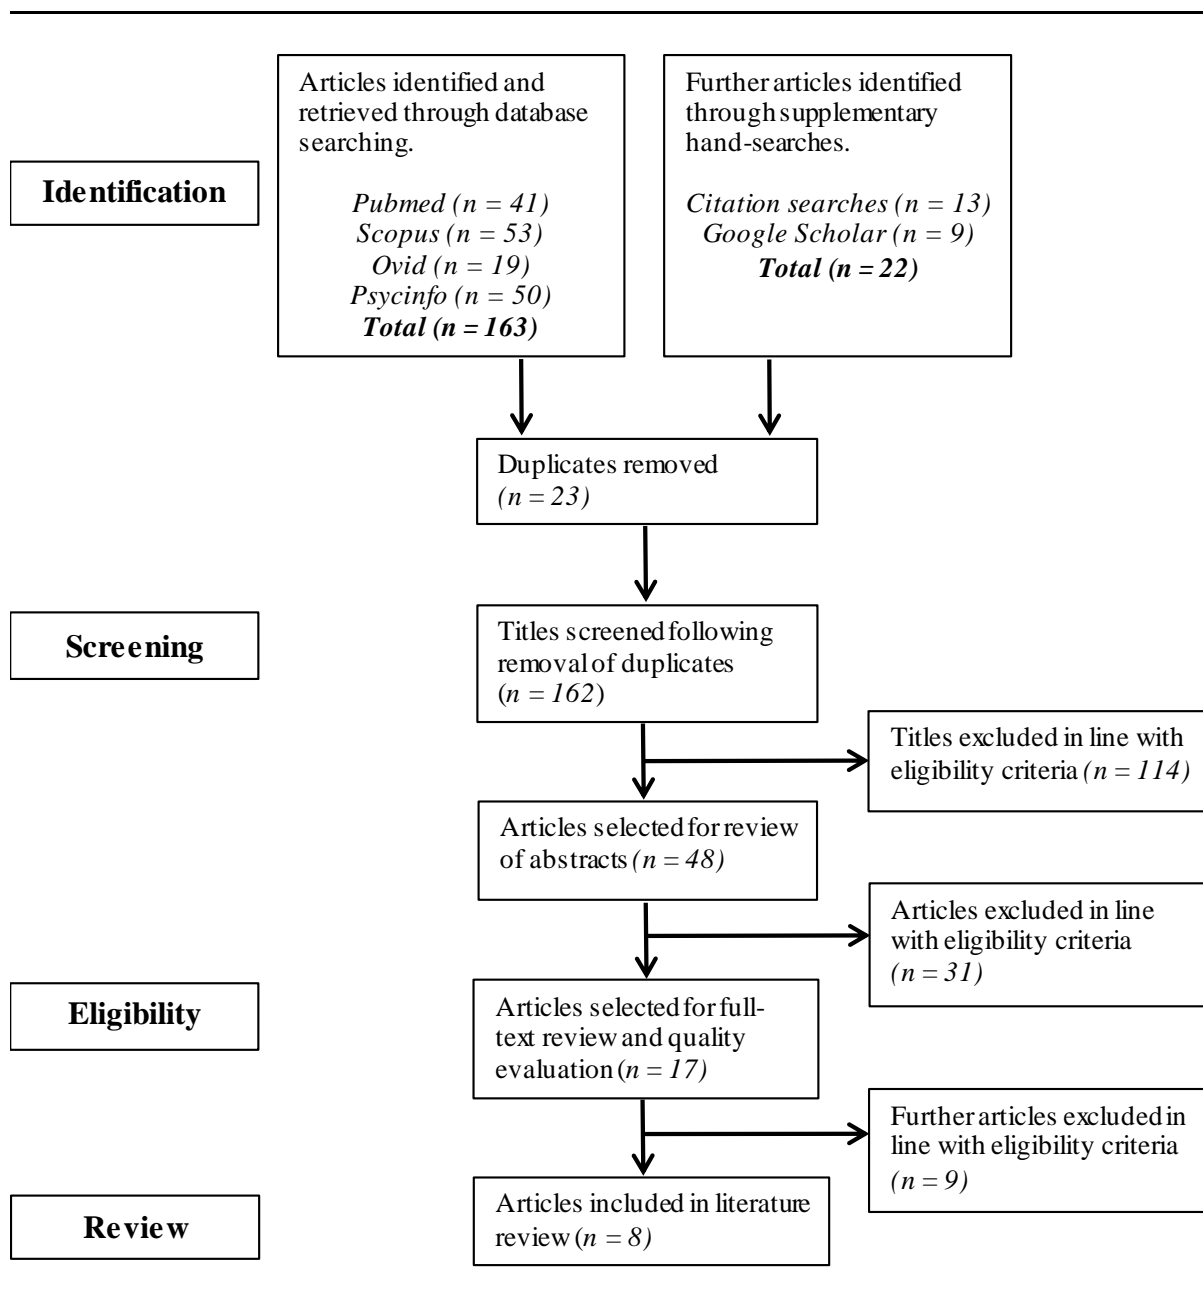 Identification
Articles identified and
retrieved through database
searching.
Pubmed (n = 41)
Scopus (n = 53)
Ovid (n = 19)
Psycinfo (n = 50)
Total (n = 163)
Further articles identified
through supplementary
hand-searches.
Citation searches (n = 13)
Google Scholar (n = 9)
Total (n = 22)
Duplicates removed
(n = 23)
Screening
Titles screened following
removal of duplicates
(n = 162)
Titles excluded in line with
eligibility criteria (n = 114)
Articles selected for review
of abstracts (n = 48)
Articles excluded in line
with eligibility criteria
(n = 31)
Eligibility
Articles selected for full-
text review and quality
evaluation (n = 17)
Further articles excluded in
line with eligibility criteria
(n = 9)
Review
Articles included in literature
review (n = 8)